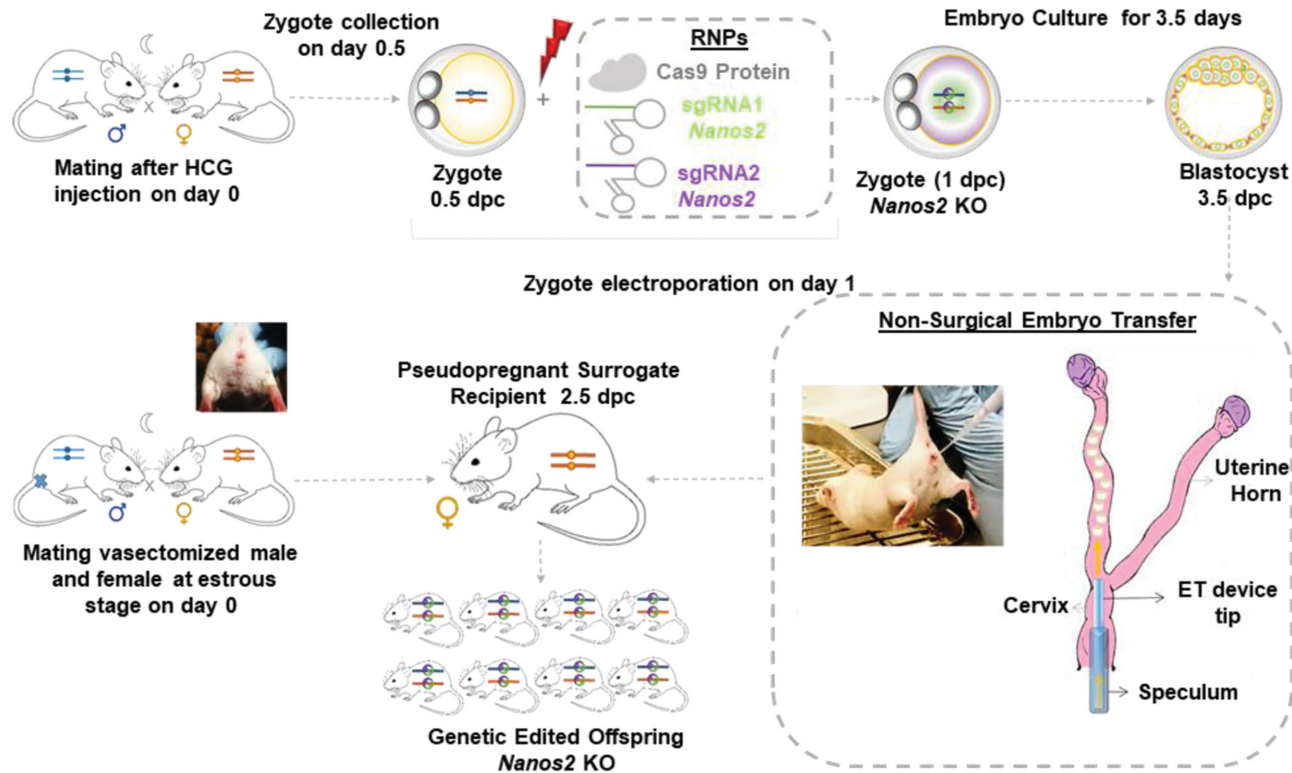 Zygote collection
on day 0.5
Mating after HCG
injection on day 0
Zygote
0.5 dpc
+
RNPs
Cas9 Protein
sgRNA1
Nanos2
sgRNA2
Nanos2
Zygote (1 dpc)
Nanos2 KO
Embryo Culture for 3.5 days
Blastocyst
3.5 dpc
Zygote electroporation on day 1
Non-Surgical Embryo Transfer
Uterine
Horn
Cervix
ET device
tip
Speculum
Mating vasectomized male
and female at estrous
stage on day 0
Pseudopregnant Surrogate
Recipient 2.5 dpc
Genetic Edited Offspring
Nanos2 KO